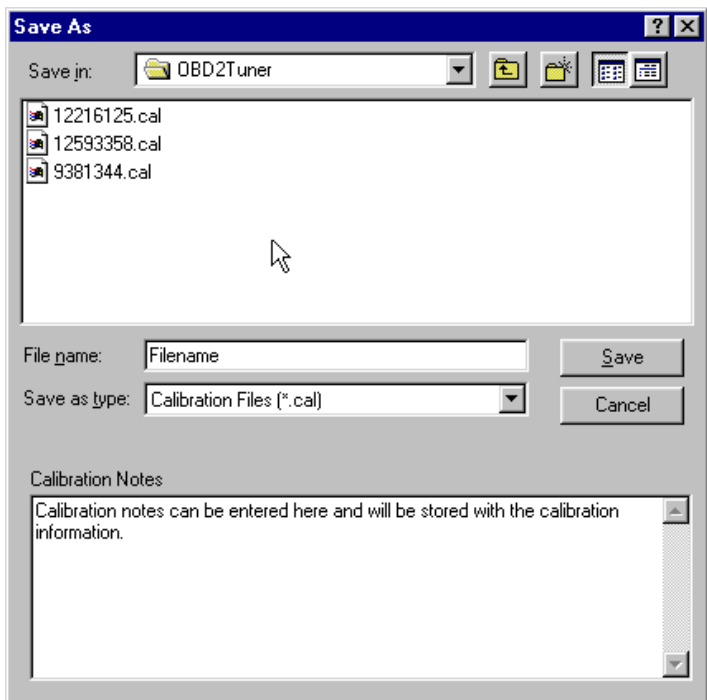 Save As
Save in: OBD2Tuner
12216125.cal
12593358.cal
9381344.cal
File name: Filename Save
Save as type: Calibration Files (*.cal) Cancel
Calibration Notes
Calibration notes can be entered here and will be stored with the calibration
information.